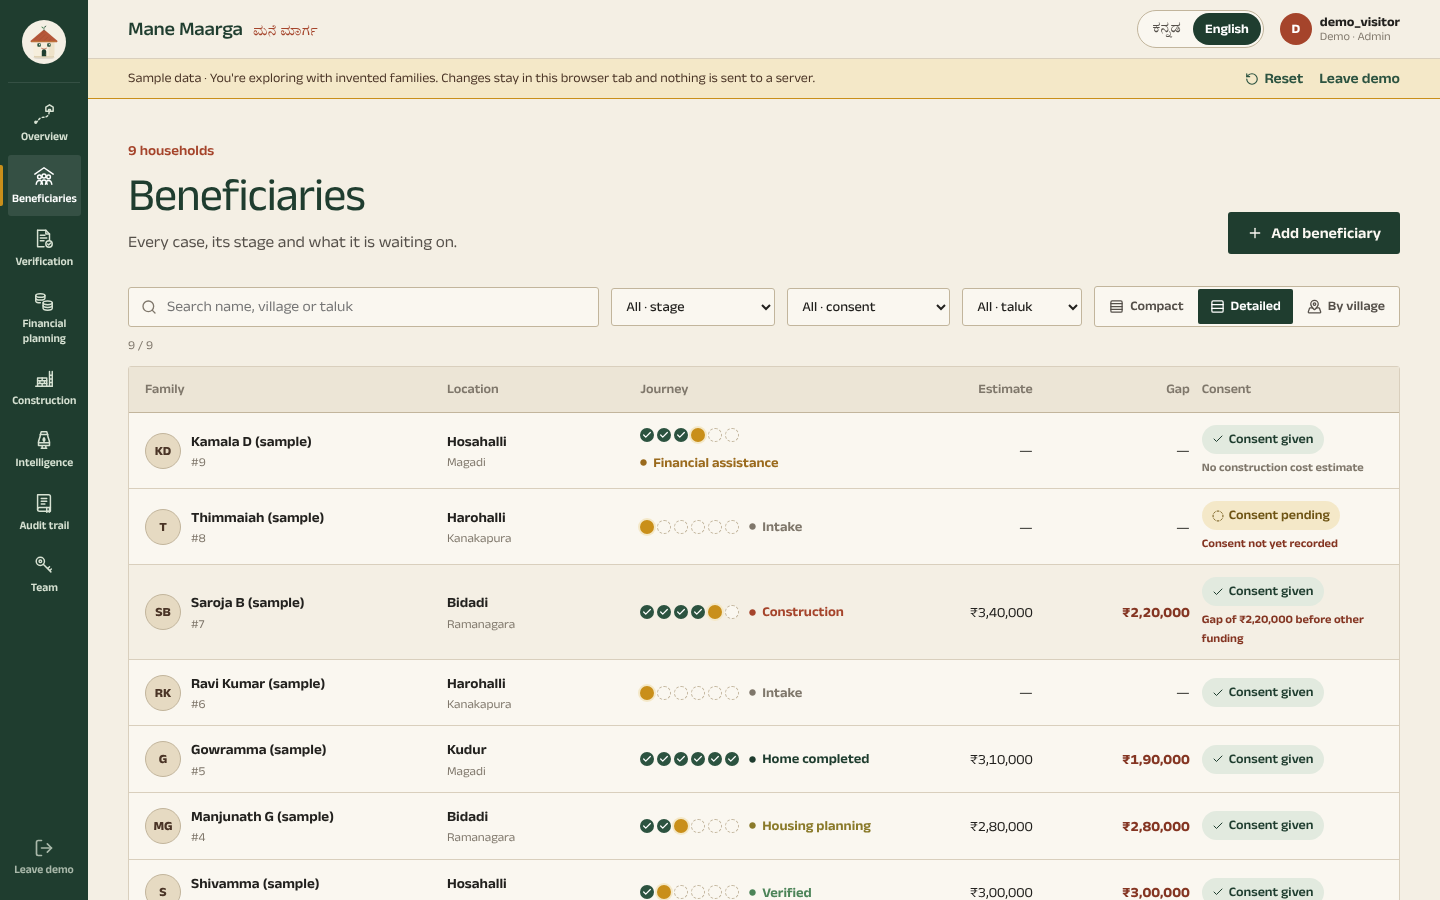 Mane Maarga ಮನೆ ಮಾರ್ಗ
ಕನ್ನಡ English
D demo_visitor
Demo · Admin
Sample data · You're exploring with invented families. Changes stay in this browser tab and nothing is sent to a server.
Reset Leave demo
Overview
Beneficiaries
Verification
Financial planning
Construction
Intelligence
Audit trail
Team
Leave demo
9 households
Beneficiaries
Every case, its stage and what it is waiting on.
+ Add beneficiary
Search name, village or taluk
All · stage
All · consent
All · taluk
Compact Detailed By village
9 / 9
Family Location Journey Estimate Gap Consent
KD Kamala D (sample) Hosahalli — — Consent given
#9 Magadi Financial assistance No construction cost estimate
T Thimmaiah (sample) Harohalli Intake — — Consent pending
#8 Kanakapura Consent not yet recorded
SB Saroja B (sample) Bidadi Construction ₹3,40,000 ₹2,20,000 Consent given
#7 Ramanagara Gap of ₹2,20,000 before other
funding
RK Ravi Kumar (sample) Harohalli Intake — — Consent given
#6 Kanakapura
G Gowramma (sample) Kudur Home completed ₹3,10,000 ₹1,90,000 Consent given
#5 Magadi
MG Manjunath G (sample) Bidadi Housing planning ₹2,80,000 ₹2,80,000 Consent given
#4 Ramanagara
S Shivamma (sample) Hosahalli Verified ₹3,00,000 ₹3,00,000 Consent given